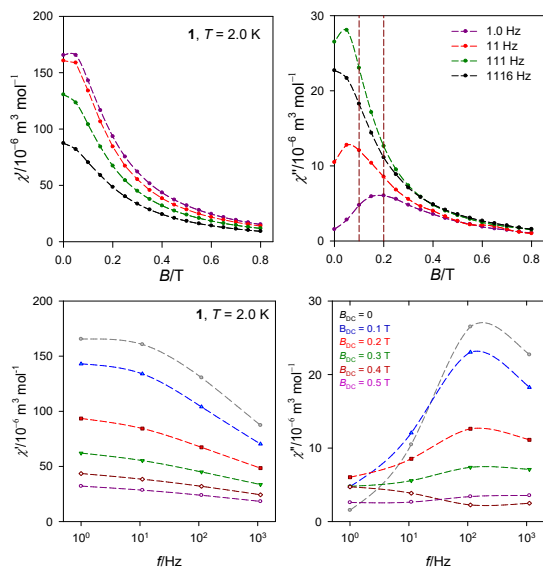 1, T = 2.0 K
χ'/10⁻⁶ m³ mol⁻¹
200
150
100
50
0
0.0 0.2 0.4 0.6 0.8
B/T
1.0 Hz
11 Hz
111 Hz
1116 Hz
χ"/10⁻⁶ m³ mol⁻¹
30
20
10
0
0.0 0.2 0.4 0.6 0.8
B/T
1, T = 2.0 K
χ'/10⁻⁶ m³ mol⁻¹
200
150
100
50
0
10⁰ 10¹ 10² 10³
f/Hz
B_DC = 0
B_DC = 0.1 T
B_DC = 0.2 T
B_DC = 0.3 T
B_DC = 0.4 T
B_DC = 0.5 T
χ"/10⁻⁶ m³ mol⁻¹
30
20
10
0
10⁰ 10¹ 10² 10³
f/Hz